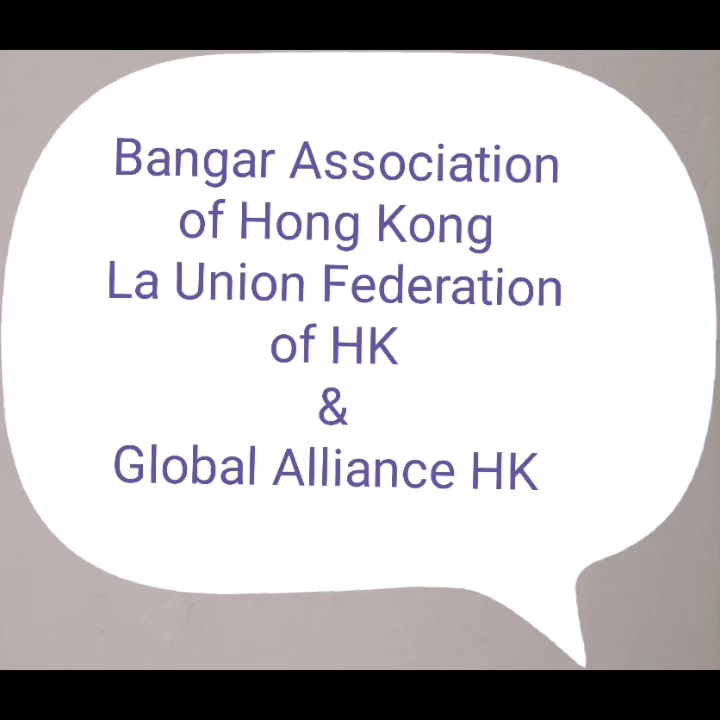 Bangar Association
of Hong Kong
La Union Federation
of HK
&
Global Alliance HK